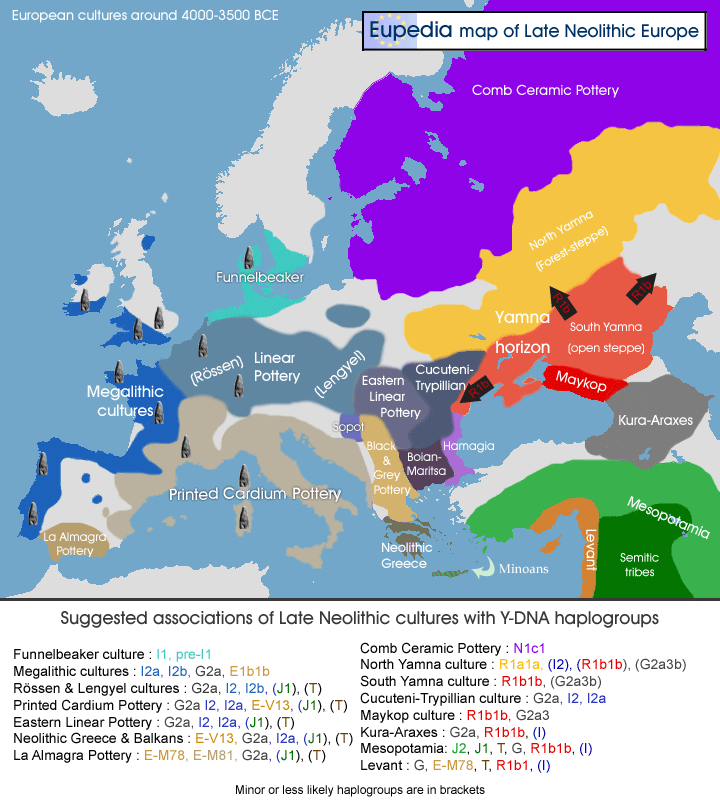 European cultures around 4000-3500 BCE
Eupedia map of Late Neolithic Europe
Comb Ceramic Pottery
North Yamna
(Forest-steppe)
Funnelbeaker
R1b
R1b
Yamna
horizon
South Yamna
(open steppe)
(Rössen)
Linear
Pottery
(Lengyel)
Cucuteni-
Trypillian
Eastern
Linear
Pottery
R1b
Maykop
Megalithic
cultures
Kura-Araxes
Sopot
Black
&
Grey
Pottery
Hamagia
Boian-
Maritsa
Printed Cardium Pottery
La Almagra
Pottery
Mesopotamia
Levant
Neolithic
Greece
Minoans
Semitic
tribes
Suggested associations of Late Neolithic cultures with Y-DNA haplogroups
Funnelbeaker culture : I1, pre-I1
Megalithic cultures : I2a, I2b, G2a, E1b1b
Rössen & Lengyel cultures : G2a, I2, I2b, (J1), (T)
Printed Cardium Pottery : G2a I2, I2a, E-V13, (J1), (T)
Eastern Linear Pottery : G2a, I2, I2a, (J1), (T)
Neolithic Greece & Balkans : E-V13, G2a, I2a, (J1), (T)
La Almagra Pottery : E-M78, E-M81, G2a, (J1), (T)
Comb Ceramic Pottery : N1c1
North Yamna culture : R1a1a, (I2), (R1b1b), (G2a3b)
South Yamna culture : R1b1b, (G2a3b)
Cucuteni-Trypillian culture : G2a, I2, I2a
Maykop culture : R1b1b, G2a3
Kura-Araxes : G2a, R1b1b, (I)
Mesopotamia: J2, J1, T, G, R1b1b, (I)
Levant : G, E-M78, T, R1b1, (I)
Minor or less likely haplogroups are in brackets